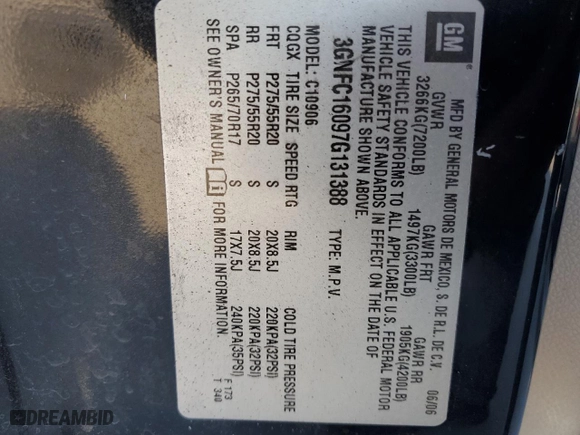 GM
MFD BY GENERAL MOTORS DE MEXICO, S. DE R.L. DE C.V. 06/06
GVWR GAWR FRT GAWR RR
3266KG(7200LB) 1497KG(3300LB) 1905KG(4200LB)
THIS VEHICLE CONFORMS TO ALL APPLICABLE U.S. FEDERAL MOTOR
VEHICLE SAFETY STANDARDS IN EFFECT ON THE DATE OF
MANUFACTURE SHOWN ABOVE.
3GNFC16097G131388 TYPE: M.P.V.
MODEL: C10906
CQGX TIRE SIZE SPEED RTG RIM COLD TIRE PRESSURE
FRT P275/55R20 S 20X8.5J 220KPA(32PSI)
RR P275/55R20 S 20X8.5J 220KPA(32PSI)
SPA P265/70R17 S 17X7.5J 240KPA(35PSI)
SEE OWNER'S MANUAL i FOR MORE INFORMATION.
F 173
T 340
DREAMBID